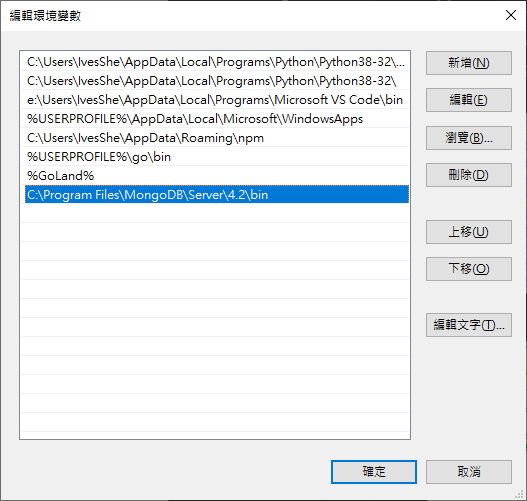 編輯環境變數
C:\Users\IvesShe\AppData\Local\Programs\Python\Python38-32\...
C:\Users\IvesShe\AppData\Local\Programs\Python\Python38-32\
e:\Users\IvesShe\AppData\Local\Programs\Microsoft VS Code\bin
%USERPROFILE%\AppData\Local\Microsoft\WindowsApps
C:\Users\IvesShe\AppData\Roaming\npm
%USERPROFILE%\go\bin
%GoLand%
C:\Program Files\MongoDB\Server\4.2\bin
新增(N)
編輯(E)
瀏覽(B)...
刪除(D)
上移(U)
下移(O)
編輯文字(T)...
確定
取消